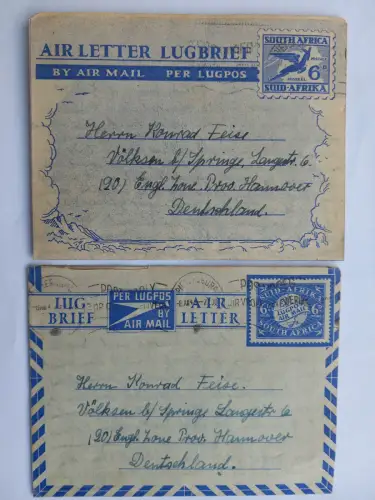 AIR LETTER LUGBRIEF
BY AIR MAIL PER LUGPOS
SOUTH AFRICA
6D
SUID-AFRIKA
Herrn Konrad Feise
Völksen b/ Springe, Langestr. 6
(20) Engl. Zone Prov. Hannover
Deutschland.
LUG-
BRIEF
PER LUGPOS
BY
AIR MAIL
AIR
LETTER
SUID-AFRIKA
6D
6D
SOUTH AFRICA
Herrn Konrad Feise.
Völksen b/ Springe Langestr. 6
(20) Engl. Zone Prov. Hannover
Deutschland.